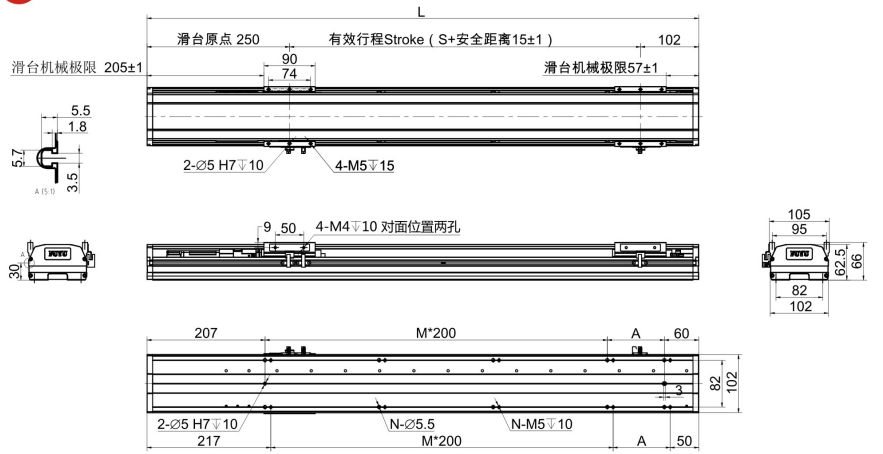 L
滑台原点 250
有效行程Stroke（S+安全距离15±1）
102
滑台机械极限 205±1
90
74
滑台机械极限57±1
5.5
1.8
5.7
3.5
A (5:1)
2-∅5 H7↧10
4-M5↧15
9
50
4-M4↧10 对面位置两孔
A
FUYU
30
105
95
62.5
66
82
102
207
M*200
A
60
3
82
102
2-∅5 H7↧10
N-∅5.5
N-M5↧10
217
M*200
A
50